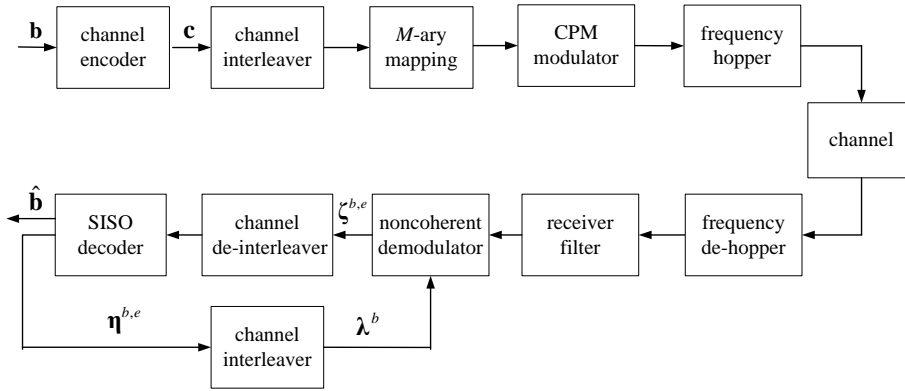 b
channel
encoder
c
channel
interleaver
M-ary
mapping
CPM
modulator
frequency
hopper
channel
b̂
SISO
decoder
channel
de-interleaver
ζ^{b,e}
noncoherent
demodulator
receiver
filter
frequency
de-hopper
η^{b,e}
channel
interleaver
λ^b